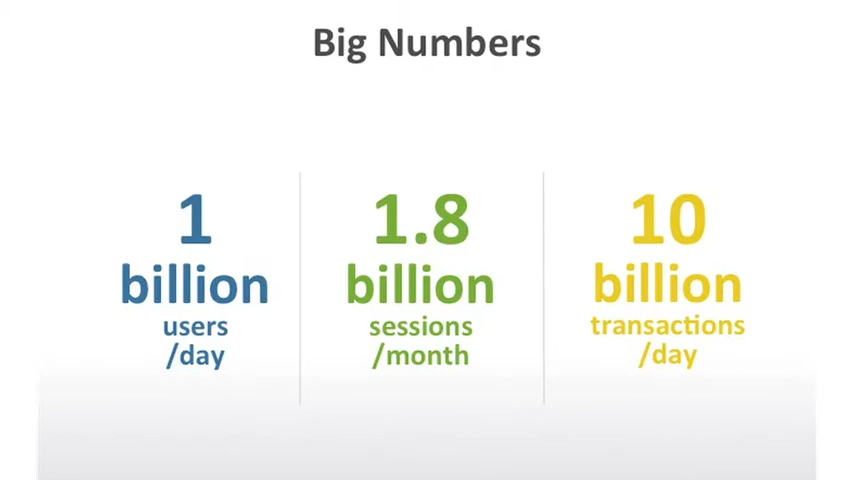 Big Numbers
1
billion
users
/day
1.8
billion
sessions
/month
10
billion
transactions
/day